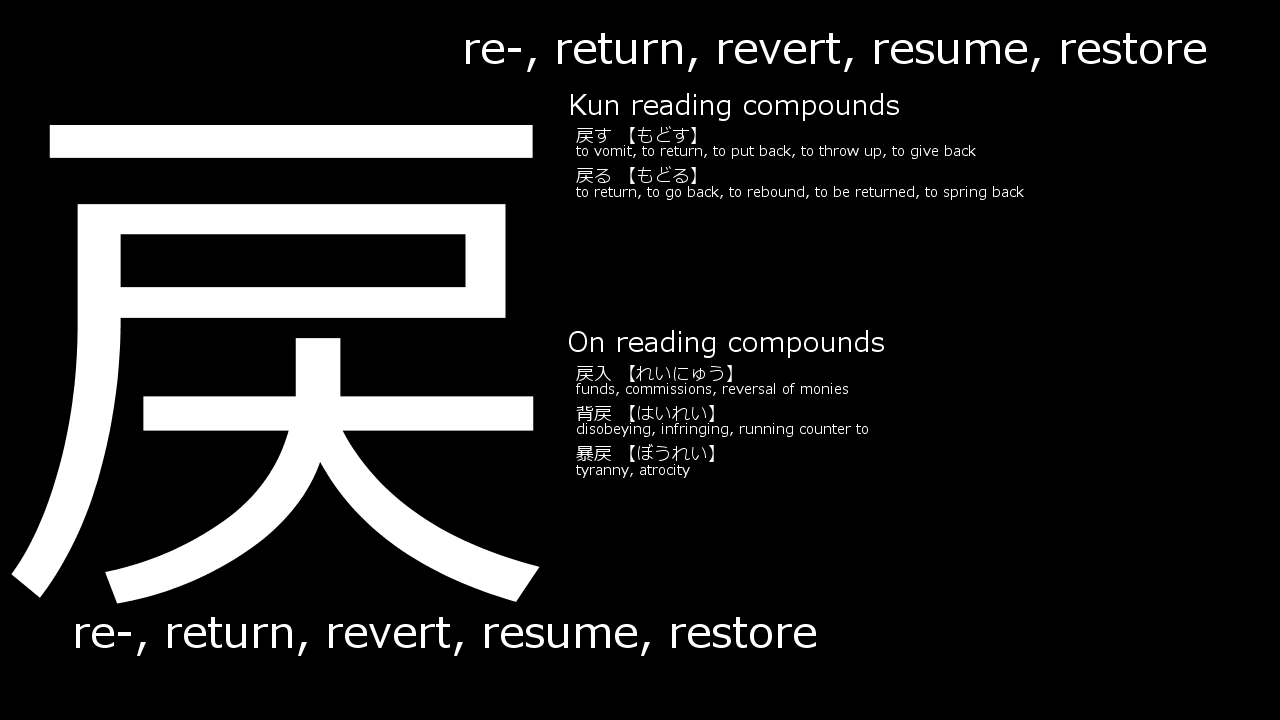 re-, return, revert, resume, restore
戻
Kun reading compounds
戻す 【もどす】
to vomit, to return, to put back, to throw up, to give back
戻る 【もどる】
to return, to go back, to rebound, to be returned, to spring back
On reading compounds
戻入 【れいにゅう】
funds, commissions, reversal of monies
背戻 【はいれい】
disobeying, infringing, running counter to
暴戻 【ぼうれい】
tyranny, atrocity
re-, return, revert, resume, restore